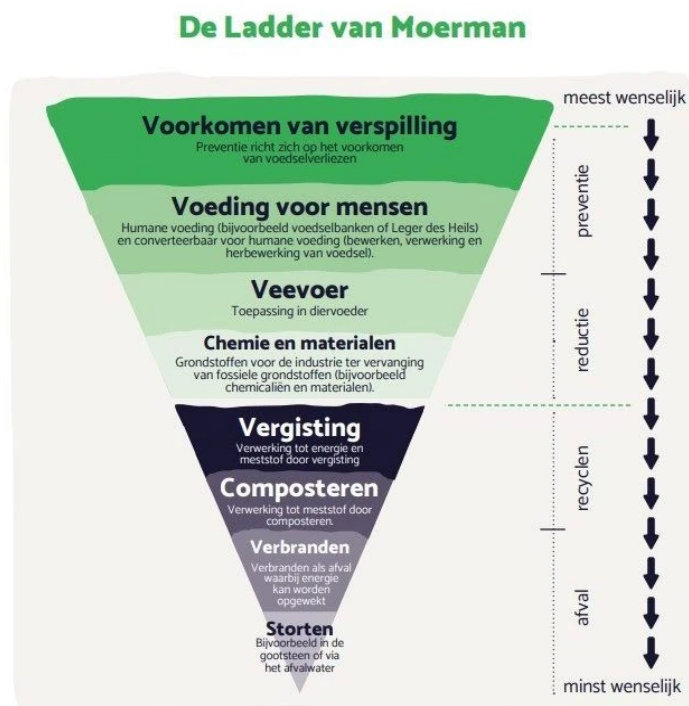 De Ladder van Moerman
meest wenselijk
Voorkomen van verspilling
Preventie richt zich op het voorkomen
van voedselverliezen
Voeding voor mensen
Humane voeding (bijvoorbeeld voedselbanken of Leger des Heils)
en converteerbaar voor humane voeding (bewerken, verwerking en
herbewerking van voedsel).
preventie
Veevoer
Toepassing in diervoeder
Chemie en materialen
Grondstoffen voor de industrie ter vervanging
van fossiele grondstoffen (bijvoorbeeld
chemicaliën en materialen).
reductie
Vergisting
Verwerking tot energie en
meststof door vergisting
Composteren
Verwerking tot meststof door
composteren.
recyclen
Verbranden
Verbranden als afval
waarbij energie
kan worden
opgewekt
Storten
Bijvoorbeeld in de
gootsteen of via
het afvalwater
afval
minst wenselijk